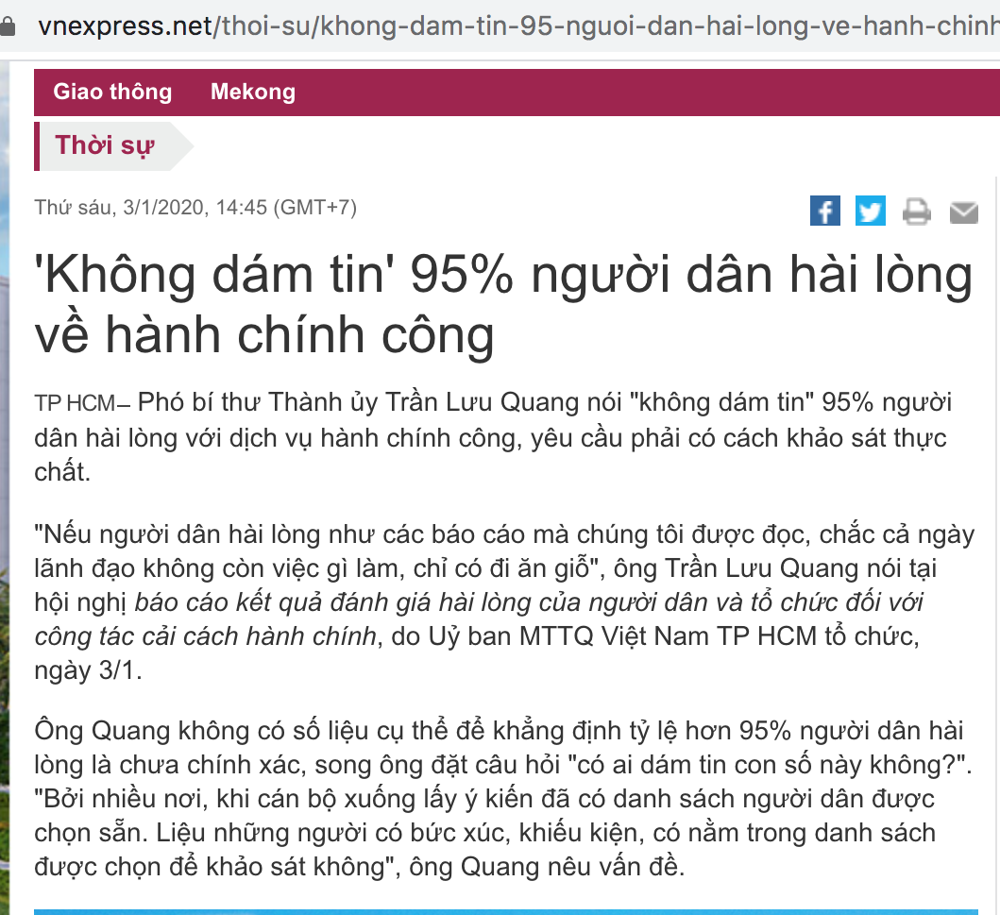 vnexpress.net/thoi-su/khong-dam-tin-95-nguoi-dan-hai-long-ve-hanh-chinh
Giao thông Mekong
Thời sự
Thứ sáu, 3/1/2020, 14:45 (GMT+7)
'Không dám tin' 95% người dân hài lòng
về hành chính công
TP HCM– Phó bí thư Thành ủy Trần Lưu Quang nói "không dám tin" 95% người
dân hài lòng với dịch vụ hành chính công, yêu cầu phải có cách khảo sát thực
chất.
"Nếu người dân hài lòng như các báo cáo mà chúng tôi được đọc, chắc cả ngày
lãnh đạo không còn việc gì làm, chỉ có đi ăn giỗ", ông Trần Lưu Quang nói tại
hội nghị báo cáo kết quả đánh giá hài lòng của người dân và tổ chức đối với
công tác cải cách hành chính, do Uỷ ban MTTQ Việt Nam TP HCM tổ chức,
ngày 3/1.
Ông Quang không có số liệu cụ thể để khẳng định tỷ lệ hơn 95% người dân hài
lòng là chưa chính xác, song ông đặt câu hỏi "có ai dám tin con số này không?".
"Bởi nhiều nơi, khi cán bộ xuống lấy ý kiến đã có danh sách người dân được
chọn sẵn. Liệu những người có bức xúc, khiếu kiện, có nằm trong danh sách
được chọn để khảo sát không", ông Quang nêu vấn đề.